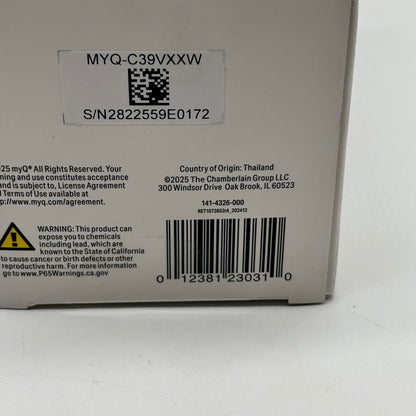 MYQ-C39VXXW
S/N2822559E0172
2025 myQ® All Rights Reserved. Your
ning and use constitutes acceptance
and is subject to, License Agreement
Terms of Use available at
http://www.myq.com/agreement.
WARNING: This product can
expose you to chemicals
including lead, which are
known to the State of California
to cause cancer or birth defects or other
reproductive harm. For more information
go to www.P65Warnings.ca.gov
Country of Origin: Thailand
©2025 The Chamberlain Group LLC
300 Windsor Drive Oak Brook, IL 60523
141-4326-000
0 12381 23031 0